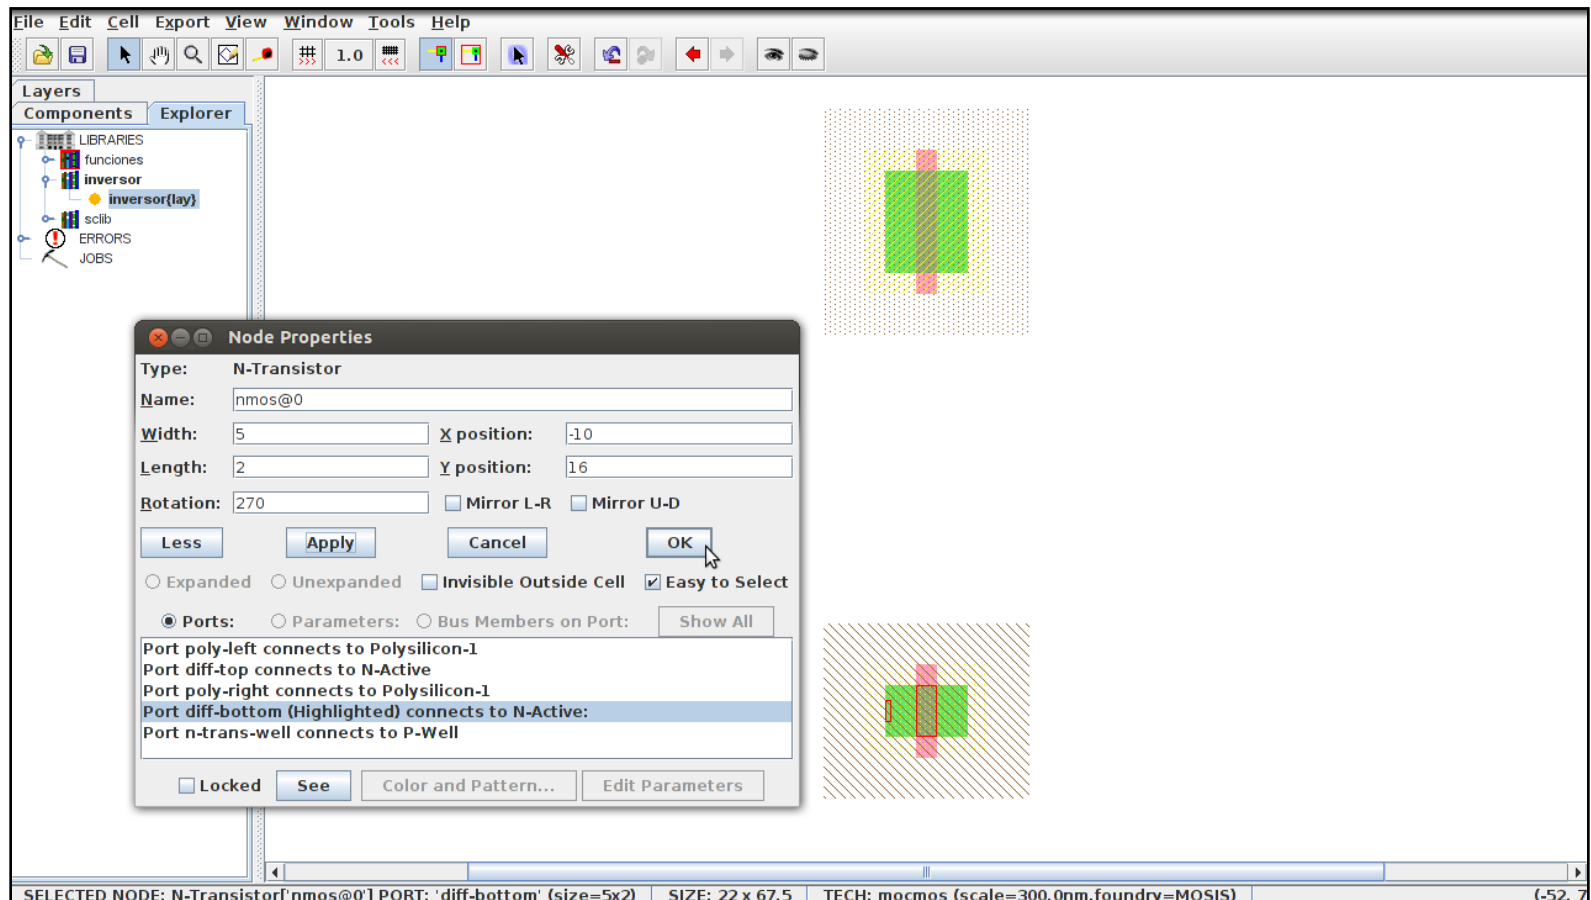 File Edit Cell Export View Window Tools Help
1.0
Layers
Components Explorer
LIBRARIES
funciones
inversor
inversor{lay}
sclib
ERRORS
JOBS
Node Properties
Type: N-Transistor
Name: nmos@0
Width: 5 X position: -10
Length: 2 Y position: 16
Rotation: 270 Mirror L-R Mirror U-D
Less Apply Cancel OK
Expanded Unexpanded Invisible Outside Cell Easy to Select
Ports: Parameters: Bus Members on Port: Show All
Port poly-left connects to Polysilicon-1
Port diff-top connects to N-Active
Port poly-right connects to Polysilicon-1
Port diff-bottom (Highlighted) connects to N-Active:
Port n-trans-well connects to P-Well
Locked See Color and Pattern... Edit Parameters
SELECTED NODE: N-Transistor['nmos@0'] PORT: 'diff-bottom' (size=5x2) SIZE: 22 x 67.5 TECH: mocmos (scale=300.0nm,foundry=MOSIS) (-52, 7